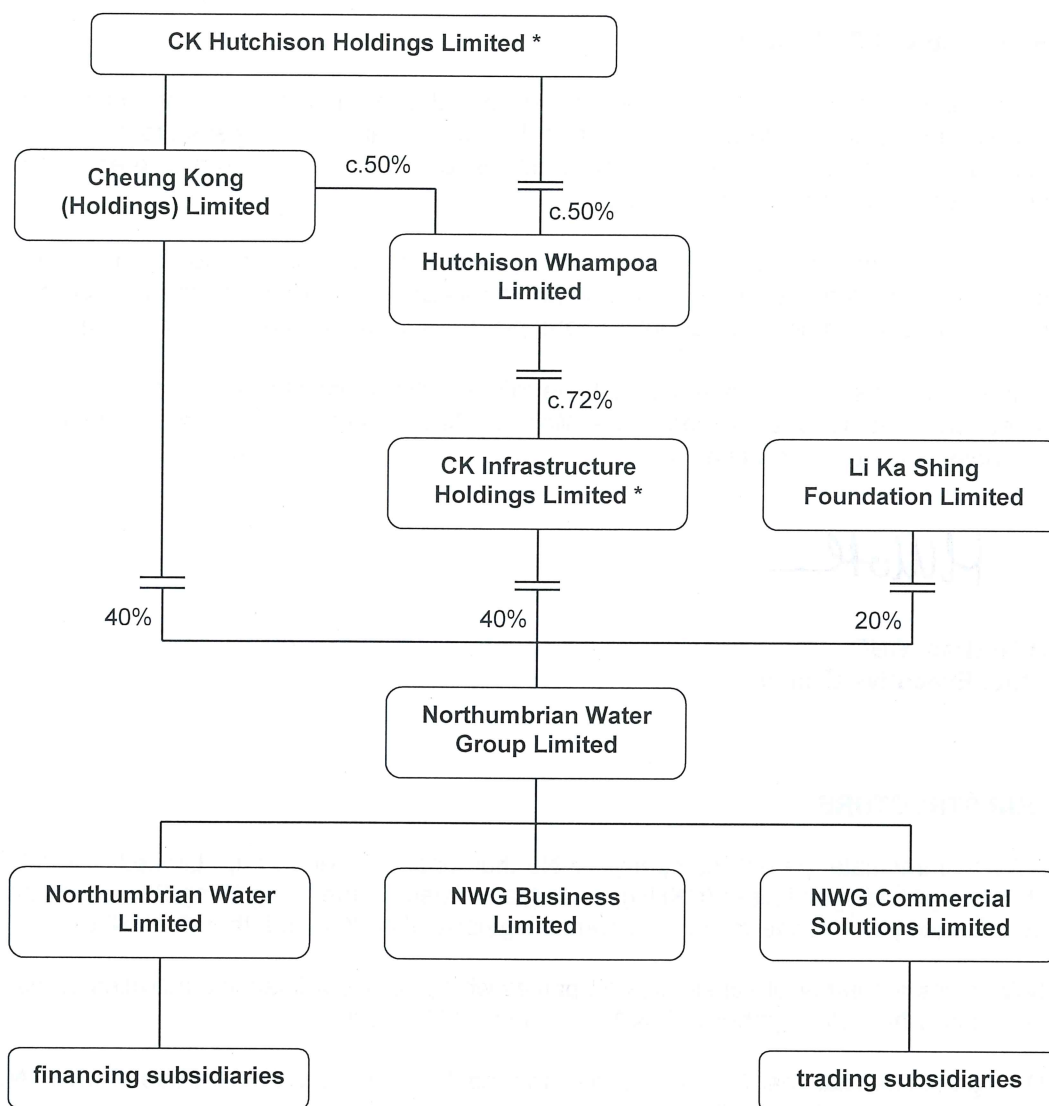 CK Hutchison Holdings Limited *
Cheung Kong
(Holdings) Limited
c.50%
c.50%
Hutchison Whampoa
Limited
c.72%
CK Infrastructure
Holdings Limited *
Li Ka Shing
Foundation Limited
40%
40%
20%
Northumbrian Water
Group Limited
Northumbrian Water
Limited
NWG Business
Limited
NWG Commercial
Solutions Limited
financing subsidiaries
trading subsidiaries